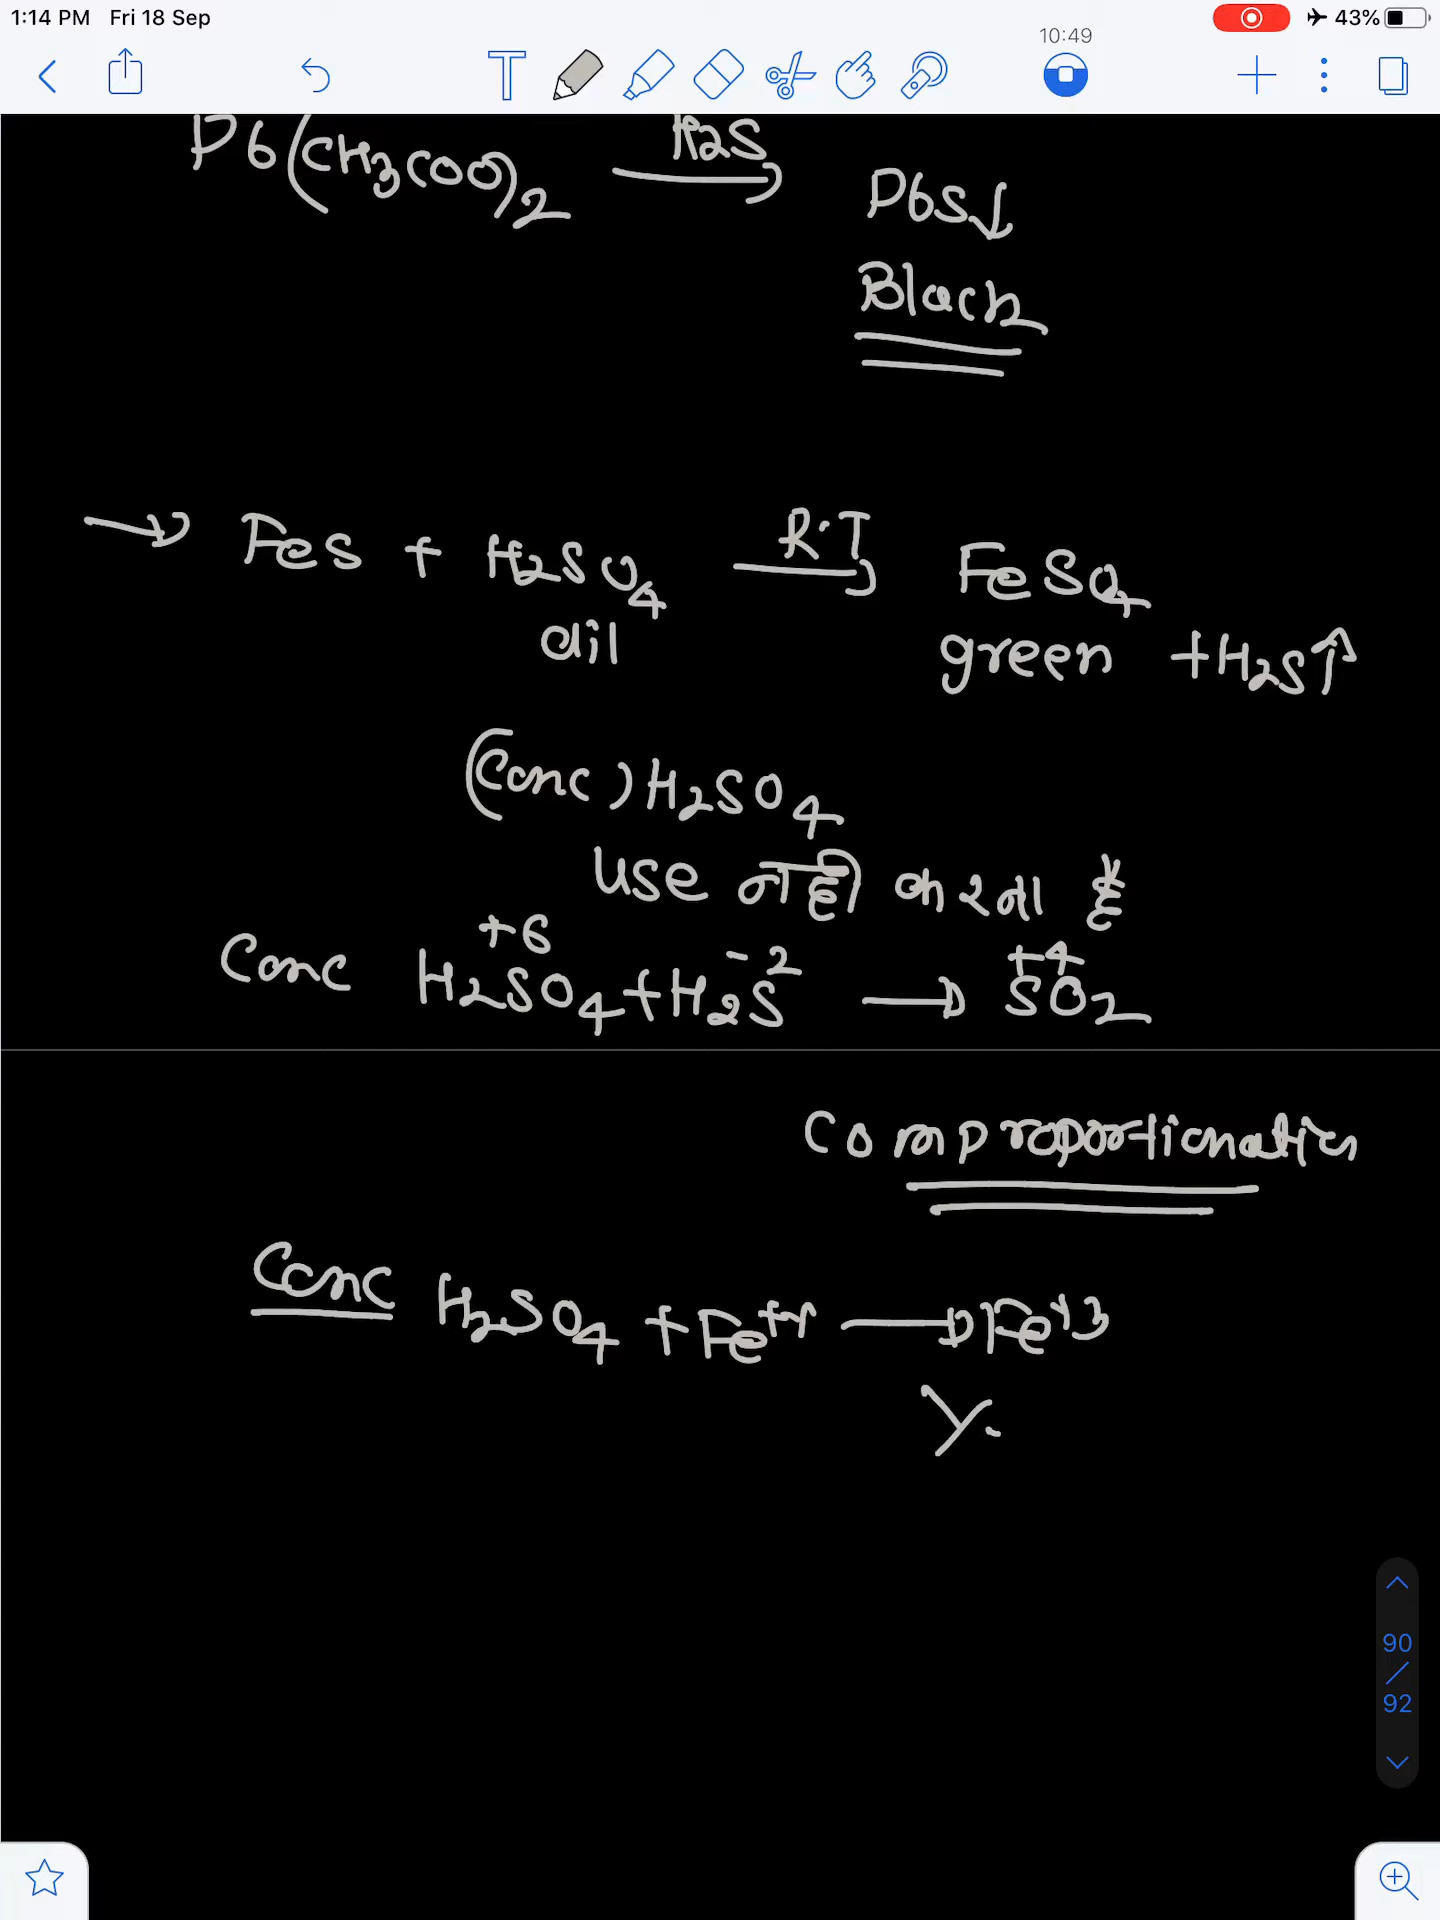 1:14 PM Fri 18 Sep
43%
10:49
T
Pb(CH3COO)2 H2S PbS↓
Black
→ FeS + H2SO4 R.T FeSO4
dil green + H2S↑
(Conc) H2SO4
use नहीं करना है
Conc H2SO4 + H2S → SO2
+6 -2 +4
Comproportionation
Conc H2SO4 + Fe++ → Fe+3
Y.
90
/
92